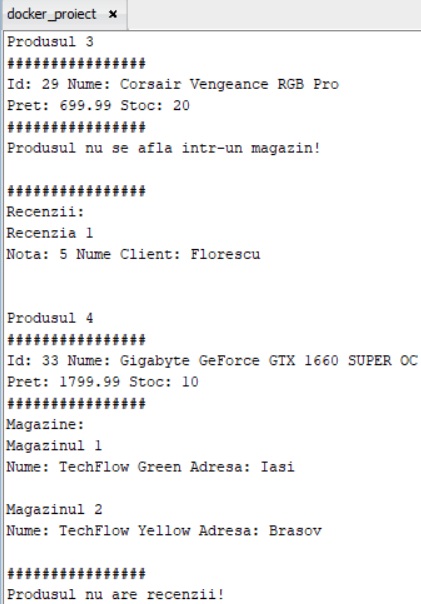 docker_proiect ×
Produsul 3
################
Id: 29 Nume: Corsair Vengeance RGB Pro
Pret: 699.99 Stoc: 20
################
Produsul nu se afla intr-un magazin!
################
Recenzii:
Recenzia 1
Nota: 5 Nume Client: Florescu
Produsul 4
################
Id: 33 Nume: Gigabyte GeForce GTX 1660 SUPER OC
Pret: 1799.99 Stoc: 10
################
Magazine:
Magazinul 1
Nume: TechFlow Green Adresa: Iasi
Magazinul 2
Nume: TechFlow Yellow Adresa: Brasov
################
Produsul nu are recenzii!